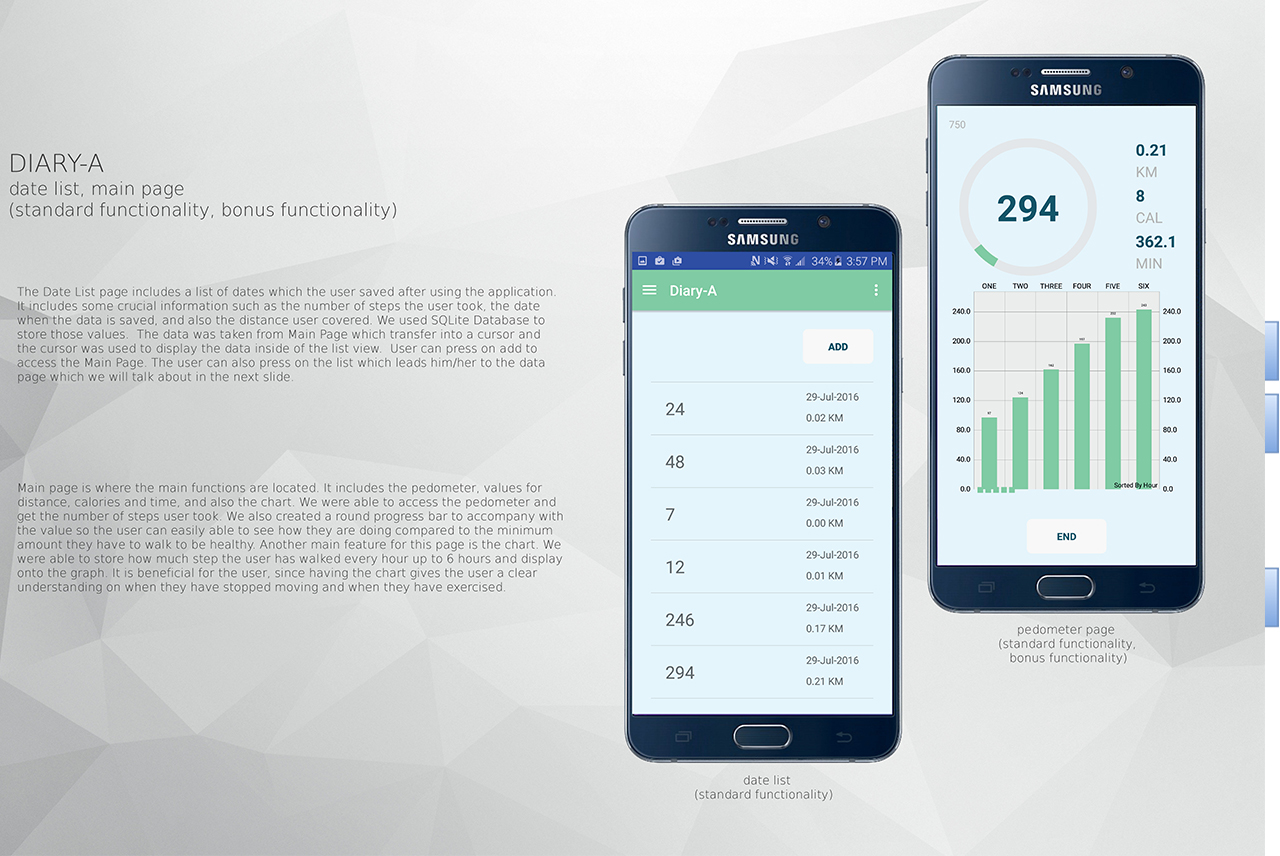 DIARY-A
date list, main page
(standard functionality, bonus functionality)
The Date List page includes a list of dates which the user saved after using the application.
It includes some crucial information such as the number of steps the user took, the date
when the data is saved, and also the distance user covered. We used SQLite Database to
store those values. The data was taken from Main Page which transfer into a cursor and
the cursor was used to display the data inside of the list view. User can press on add to
access the Main Page. The user can also press on the list which leads him/her to the data
page which we will talk about in the next slide.
Main page is where the main functions are located. It includes the pedometer, values for
distance, calories and time, and also the chart. We were able to access the pedometer and
get the number of steps user took. We also created a round progress bar to accompany with
the value so the user can easily able to see how they are doing compared to the minimum
amount they have to walk to be healthy. Another main feature for this page is the chart. We
were able to store how much step the user has walked every hour up to 6 hours and display
onto the graph. It is beneficial for the user, since having the chart gives the user a clear
understanding on when they have stopped moving and when they have exercised.
SAMSUNG
34% 3:57 PM
Diary-A
ADD
24 29-Jul-2016
0.02 KM
48 29-Jul-2016
0.03 KM
7 29-Jul-2016
0.00 KM
12 29-Jul-2016
0.01 KM
246 29-Jul-2016
0.17 KM
294 29-Jul-2016
0.21 KM
date list
(standard functionality)
SAMSUNG
750
294
0.21
KM
8
CAL
362.1
MIN
ONE TWO THREE FOUR FIVE SIX
240.0 240.0
200.0 200.0
160.0 160.0
120.0 120.0
80.0 80.0
40.0 40.0
0.0 Sorted By Hour 0.0
END
pedometer page
(standard functionality,
bonus functionality)